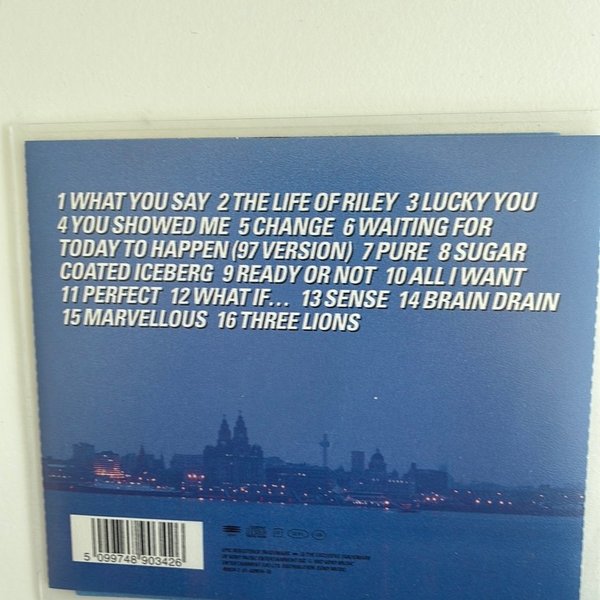 1 WHAT YOU SAY 2 THE LIFE OF RILEY 3 LUCKY YOU
4 YOU SHOWED ME 5 CHANGE 6 WAITING FOR
TODAY TO HAPPEN (97 VERSION) 7 PURE 8 SUGAR
COATED ICEBERG 9 READY OR NOT 10 ALL I WANT
11 PERFECT 12 WHAT IF... 13 SENSE 14 BRAIN DRAIN
15 MARVELLOUS 16 THREE LIONS
5 099748 903426